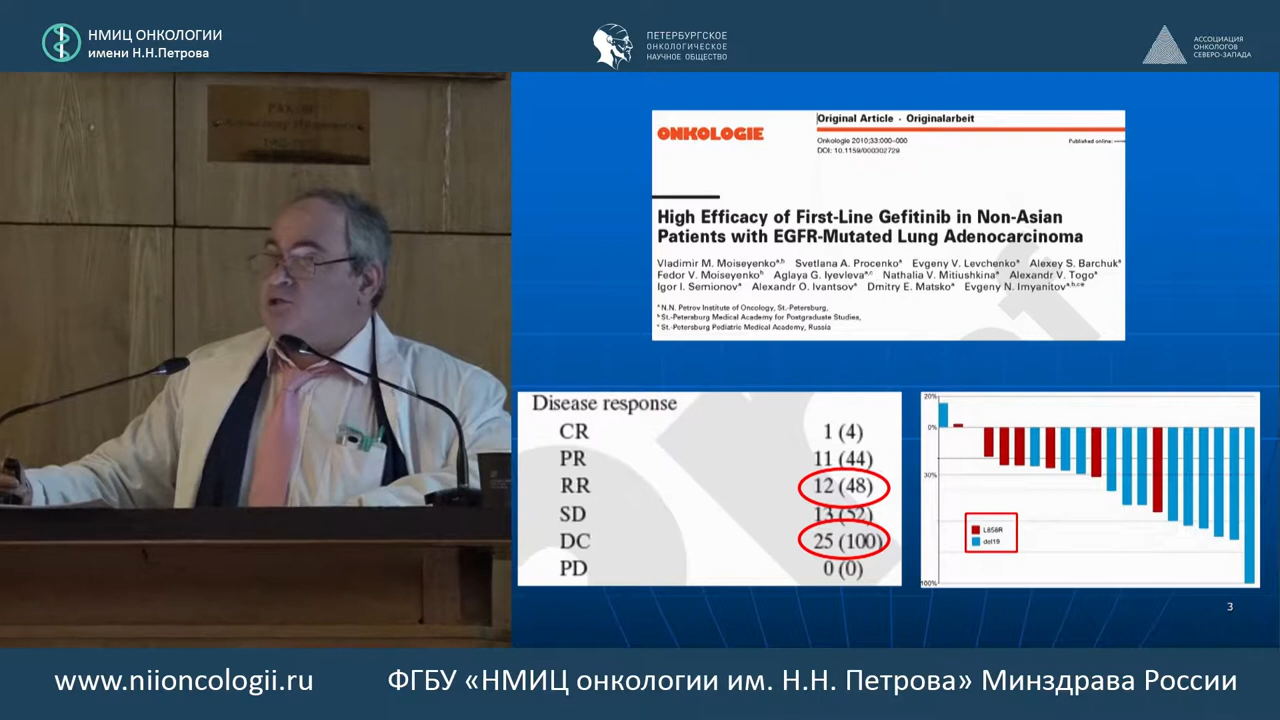 НМИЦ ОНКОЛОГИИ
имени Н.Н.Петрова
ПЕТЕРБУРГСКОЕ
ОНКОЛОГИЧЕСКОЕ
НАУЧНОЕ ОБЩЕСТВО
АССОЦИАЦИЯ
ОНКОЛОГОВ
СЕВЕРО-ЗАПАДА
ONKOLOGIE
Original Article · Originalarbeit
Onkologie 2010;33:000–000
DOI: 10.1159/000302729
Published online:
High Efficacy of First-Line Gefitinib in Non-Asian
Patients with EGFR-Mutated Lung Adenocarcinoma
Vladimir M. Moiseyenko a,b Svetlana A. Procenko a Evgeny V. Levchenko a Alexey S. Barchuk a
Fedor V. Moiseyenko b Aglaya G. Iyevleva a,c Nathalia V. Mitiushkina a Alexandr V. Togo a
Igor I. Semionov a Alexandr O. Ivantsov a Dmitry E. Matsko a Evgeny N. Imyanitov a,b,c
a N.N. Petrov Institute of Oncology, St.-Petersburg,
b St.-Petersburg Medical Academy for Postgraduate Studies,
c St.-Petersburg Pediatric Medical Academy, Russia
Disease response
CR 1 (4)
PR 11 (44)
RR 12 (48)
SD 13 (52)
DC 25 (100)
PD 0 (0)
20%
0%
30%
100%
L858R
del19
3
www.niioncologii.ru ФГБУ «НМИЦ онкологии им. Н.Н. Петрова» Минздрава России